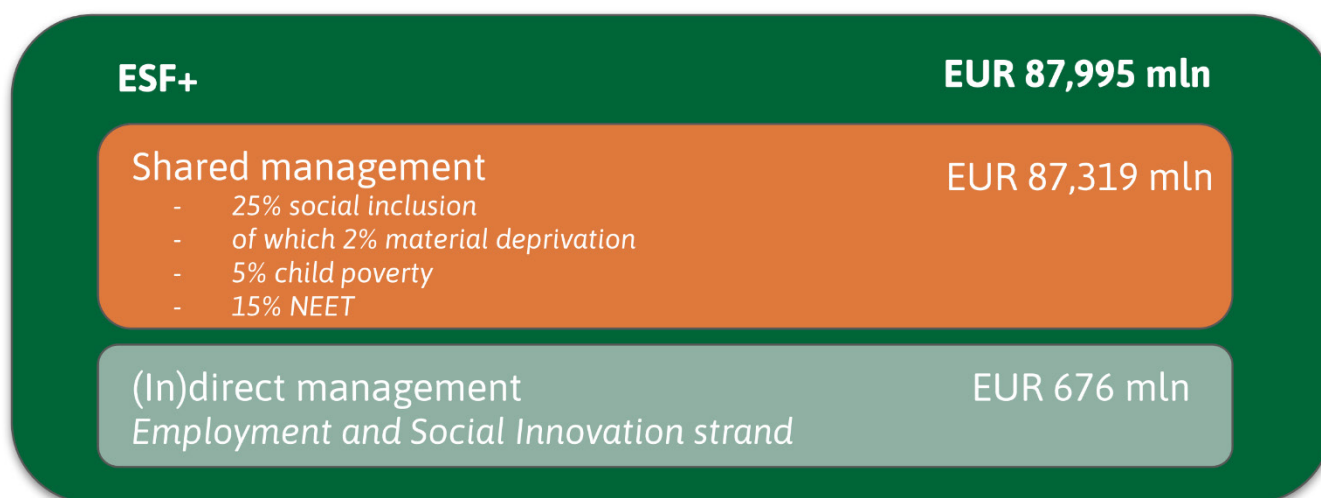 ESF+ EUR 87,995 mln
Shared management EUR 87,319 mln
- 25% social inclusion
- of which 2% material deprivation
- 5% child poverty
- 15% NEET
(In)direct management EUR 676 mln
Employment and Social Innovation strand